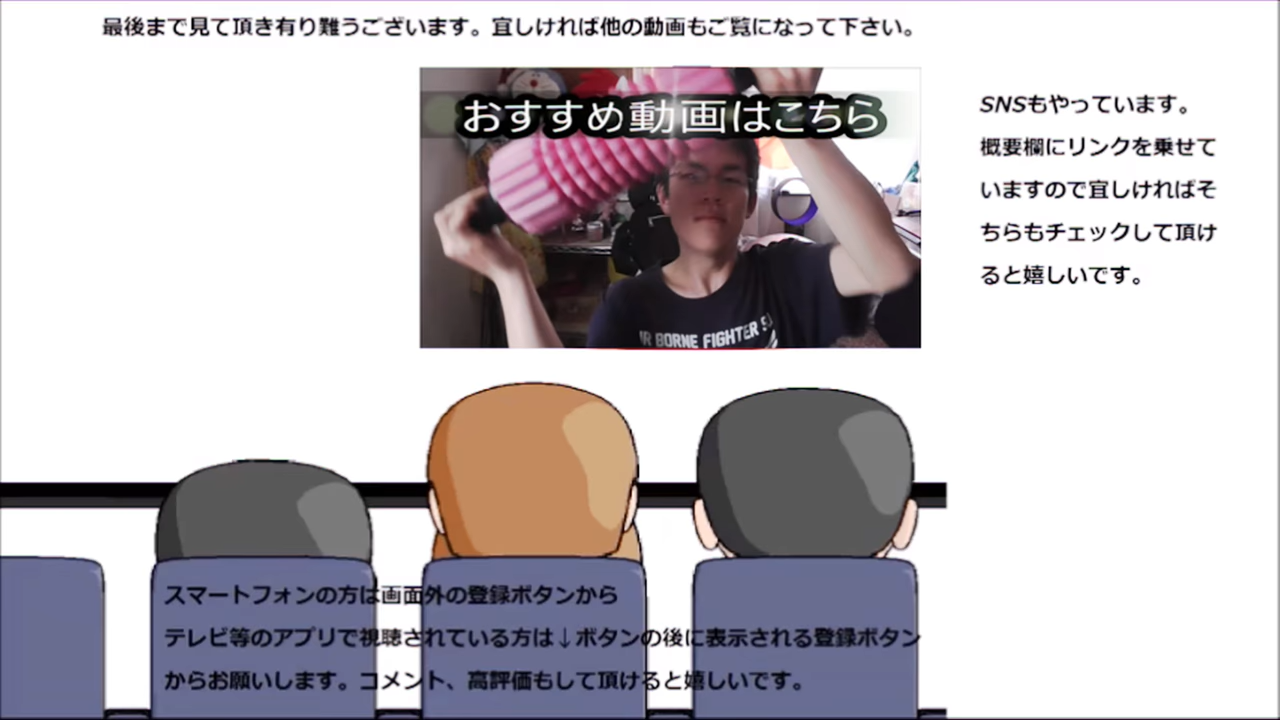 最後まで見て頂き有り難うございます。宜しければ他の動画もご覧になって下さい。
おすすめ動画はこちら
SNSもやっています。
概要欄にリンクを乗せて
いますので宜しければそ
ちらもチェックして頂け
ると嬉しいです。
BORNE FIGHTER
スマートフォンの方は画面外の登録ボタンから
テレビ等のアプリで視聴されている方は↓ボタンの後に表示される登録ボタン
からお願いします。コメント、高評価もして頂けると嬉しいです。